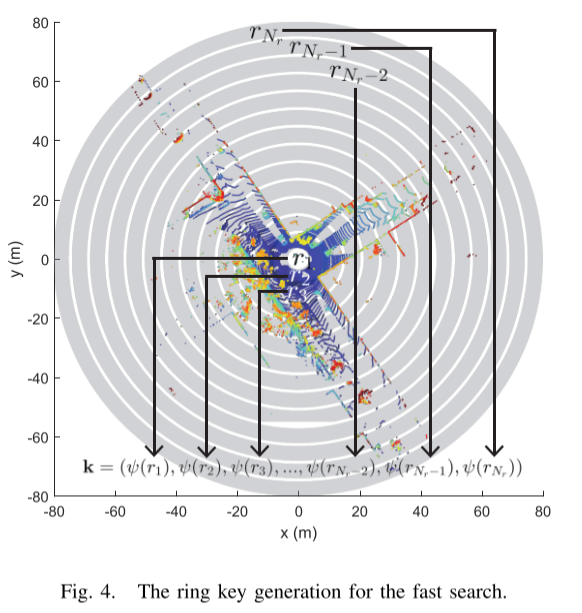 80
60
40
20
0
-20
-40
-60
-80
y (m)
r_{N_r}
r_{N_r-1}
r_{N_r-2}
r
2
k = (ψ(r_1), ψ(r_2), ψ(r_3), ..., ψ(r_{N_r-2}), ψ(r_{N_r-1}), ψ(r_{N_r}))
-80 -60 -40 -20 0 20 40 60 80
x (m)
Fig. 4. The ring key generation for the fast search.